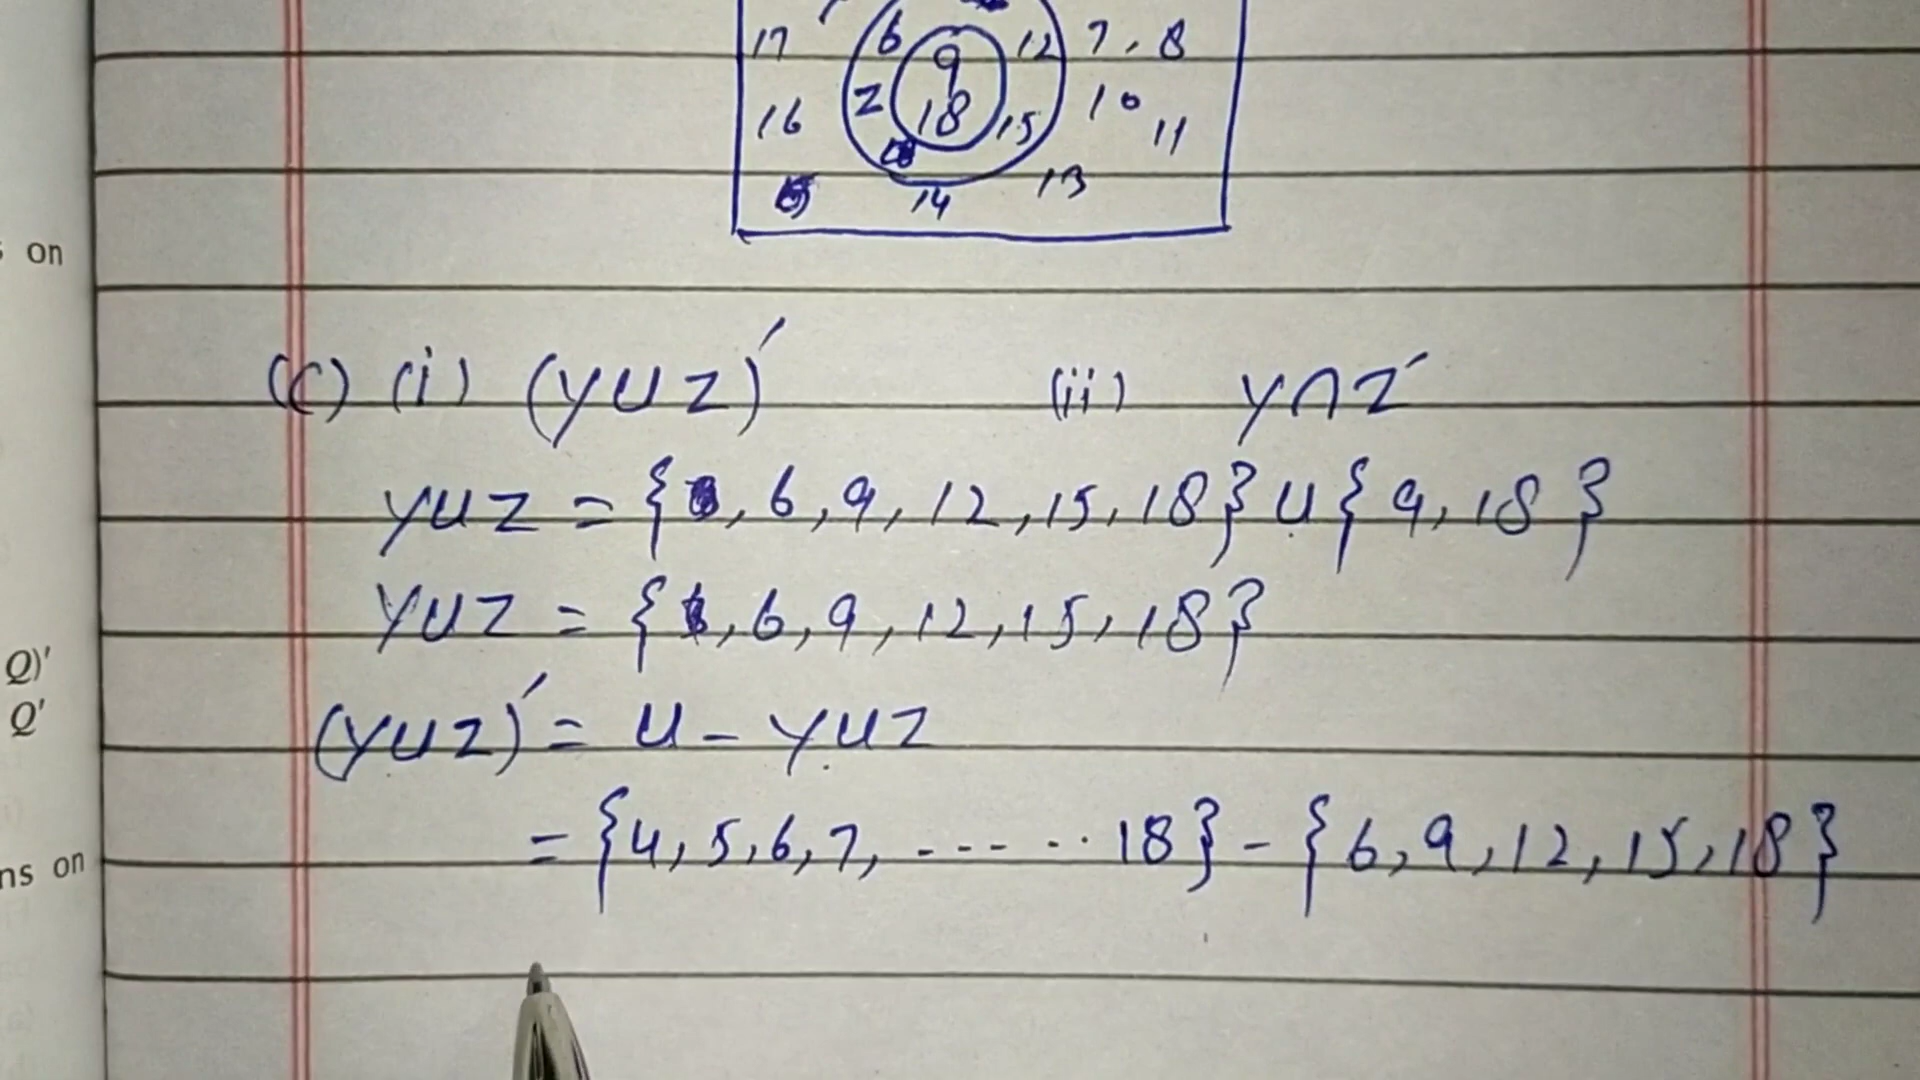 17 6 9 12 7, 8
16 Z 18 15 10
11
14 13
s on
(C) (i) (YUZ)′ (ii) Y∩Z′
YUZ = { , 6, 9, 12, 15, 18} U { 9, 18 }
YUZ = { , 6, 9, 12, 15, 18}
Q)′
(YUZ)′ = U - YUZ
Q′
= {4, 5, 6, 7, - - - - · · 18} - {6, 9, 12, 15, 18}
ns on